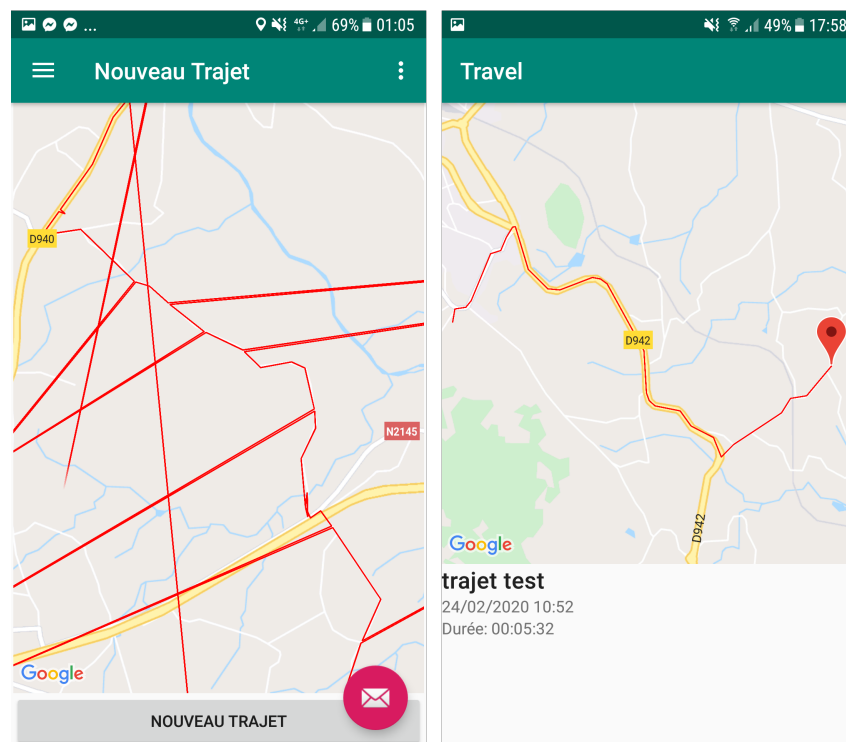 ... 4G+ 69% 01:05
Nouveau Trajet
D940
N2145
Google
NOUVEAU TRAJET
49% 17:58
Travel
D942
D942
Google
trajet test
24/02/2020 10:52
Durée: 00:05:32